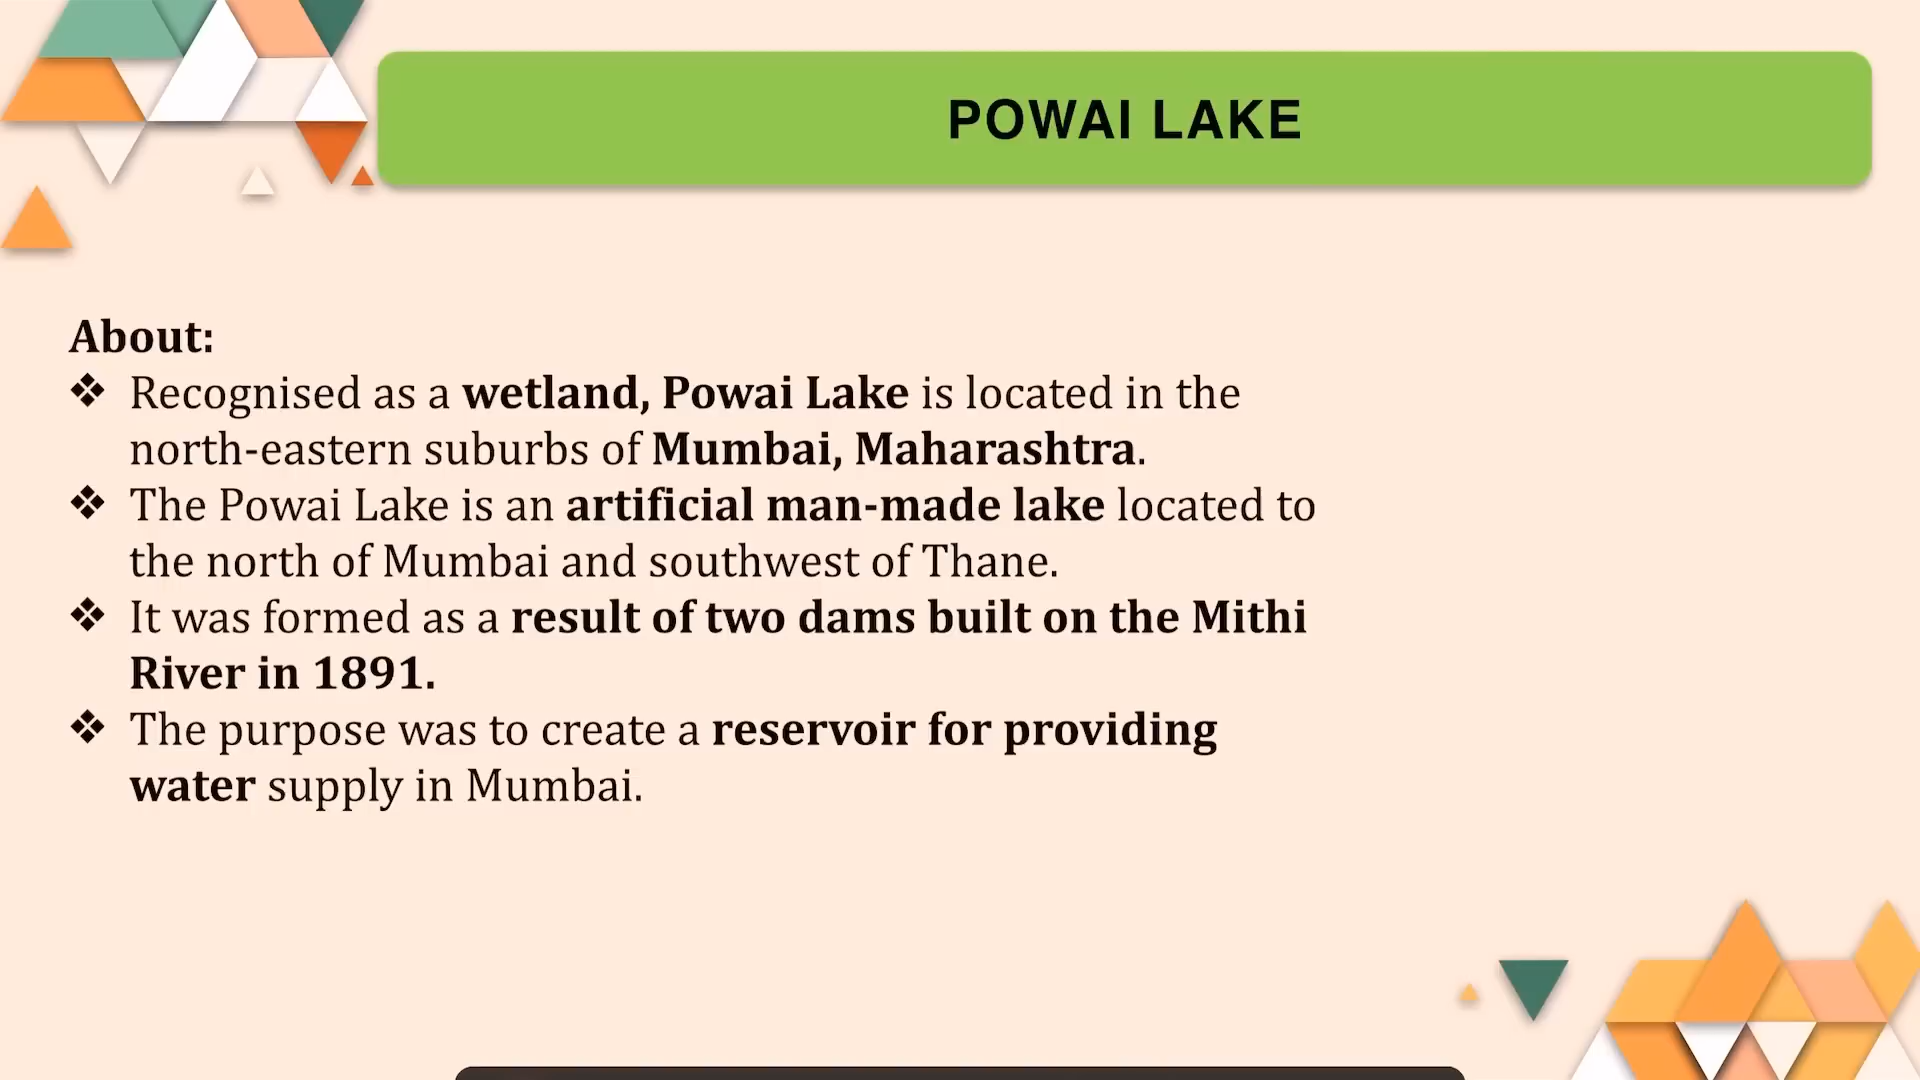 POWAI LAKE
About:
❖ Recognised as a wetland, Powai Lake is located in the
north-eastern suburbs of Mumbai, Maharashtra.
❖ The Powai Lake is an artificial man-made lake located to
the north of Mumbai and southwest of Thane.
❖ It was formed as a result of two dams built on the Mithi
River in 1891.
❖ The purpose was to create a reservoir for providing
water supply in Mumbai.